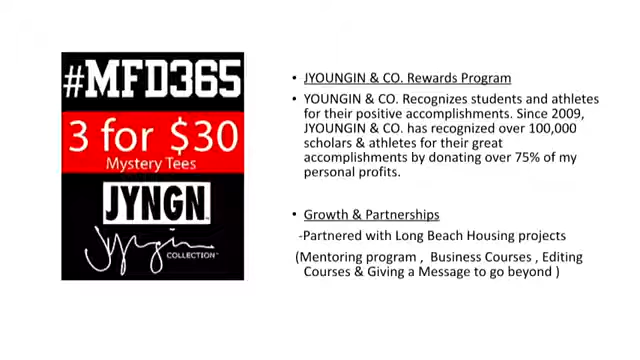 #MFD365
3 for $30
Mystery Tees
JYNGN
Jyngin
COLLECTION
• JYOUNGIN & CO. Rewards Program
• YOUNGIN & CO. Recognizes students and athletes
for their positive accomplishments. Since 2009,
JYOUNGIN & CO. has recognized over 100,000
scholars & athletes for their great
accomplishments by donating over 75% of my
personal profits.
• Growth & Partnerships
-Partnered with Long Beach Housing projects
(Mentoring program , Business Courses , Editing
Courses & Giving a Message to go beyond )